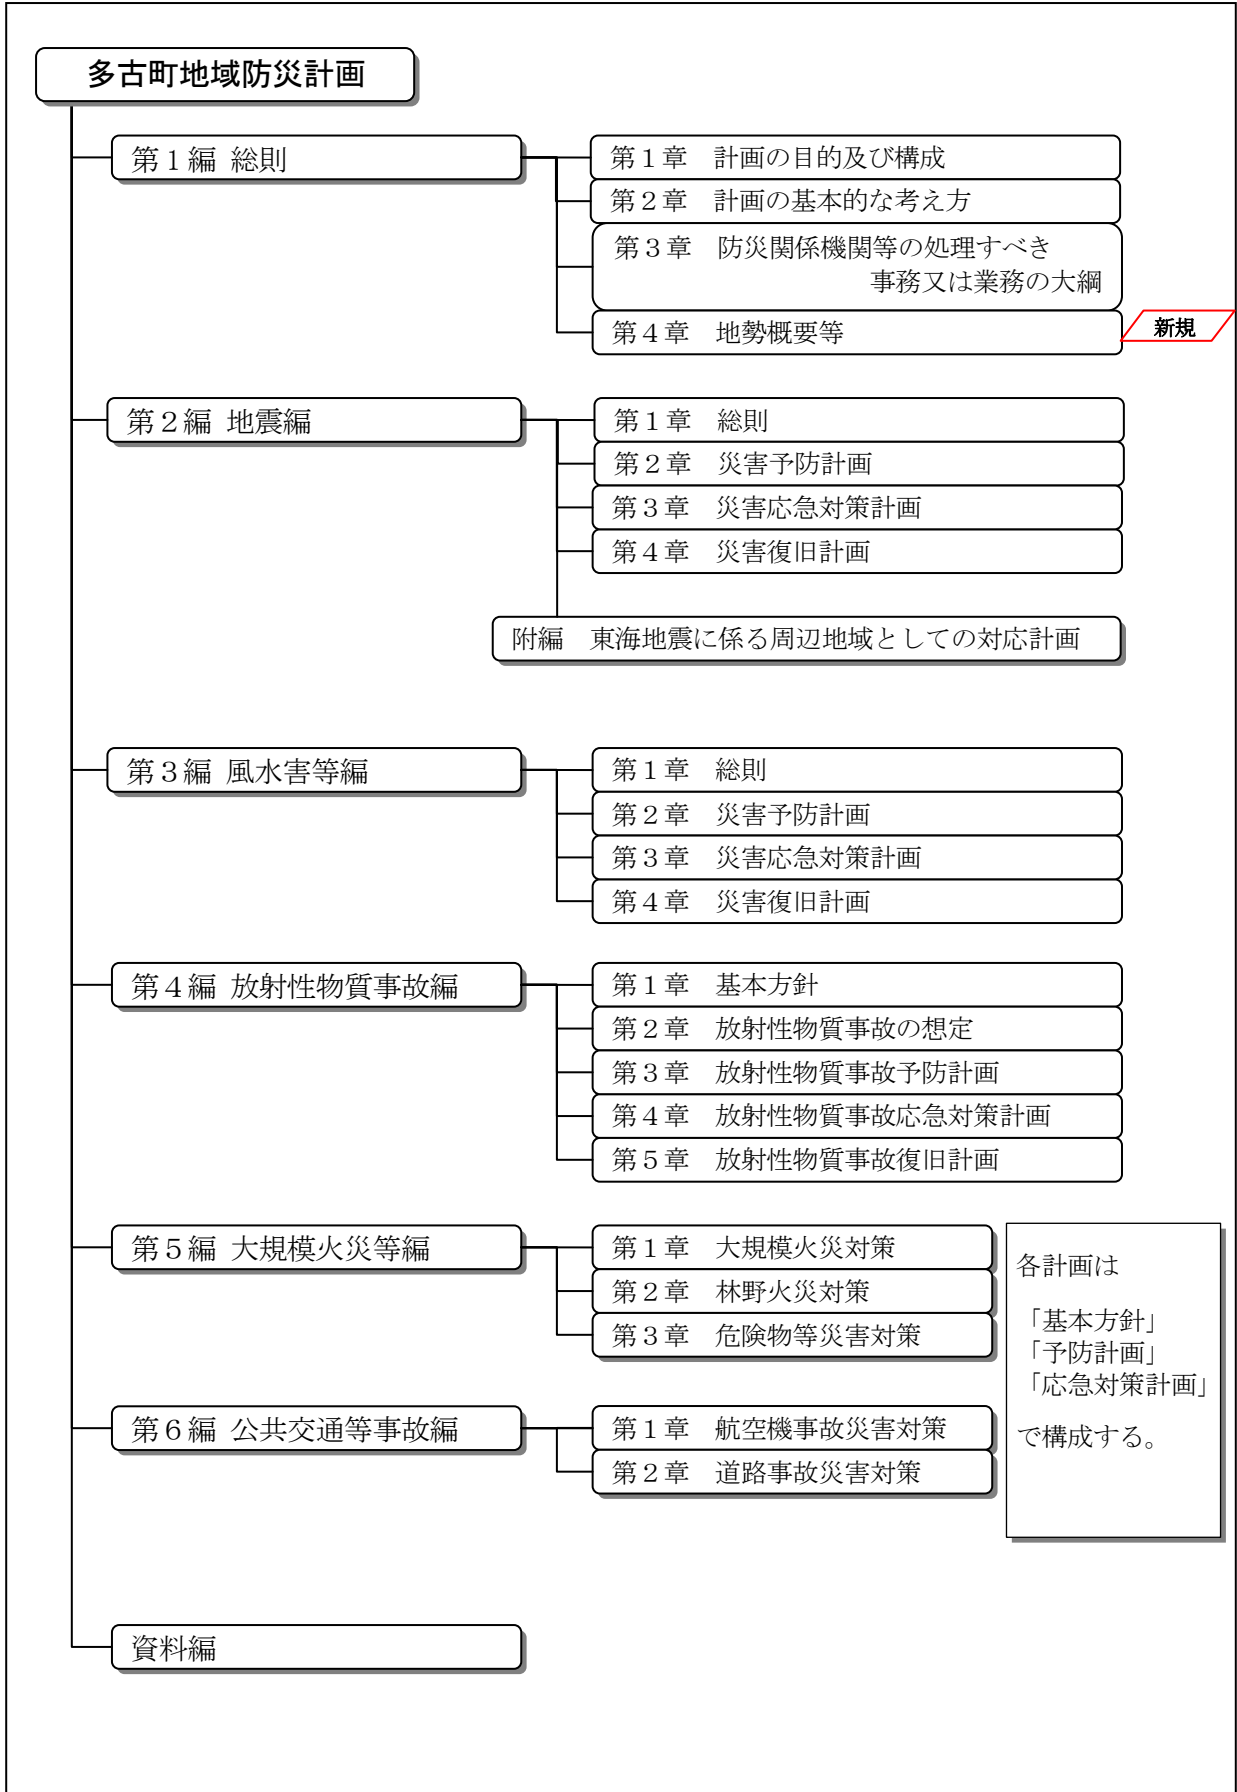 多古町地域防災計画
第１編 総則
第１章　計画の目的及び構成
第２章　計画の基本的な考え方
第３章　防災関係機関等の処理すべき
事務又は業務の大綱
第４章　地勢概要等
新規
第２編 地震編
第１章　総則
第２章　災害予防計画
第３章　災害応急対策計画
第４章　災害復旧計画
附編　東海地震に係る周辺地域としての対応計画
第３編 風水害等編
第１章　総則
第２章　災害予防計画
第３章　災害応急対策計画
第４章　災害復旧計画
第４編 放射性物質事故編
第１章　基本方針
第２章　放射性物質事故の想定
第３章　放射性物質事故予防計画
第４章　放射性物質事故応急対策計画
第５章　放射性物質事故復旧計画
第５編 大規模火災等編
第１章　大規模火災対策
第２章　林野火災対策
第３章　危険物等災害対策
第６編 公共交通等事故編
第１章　航空機事故災害対策
第２章　道路事故災害対策
各計画は
「基本方針」
「予防計画」
「応急対策計画」
で構成する。
資料編